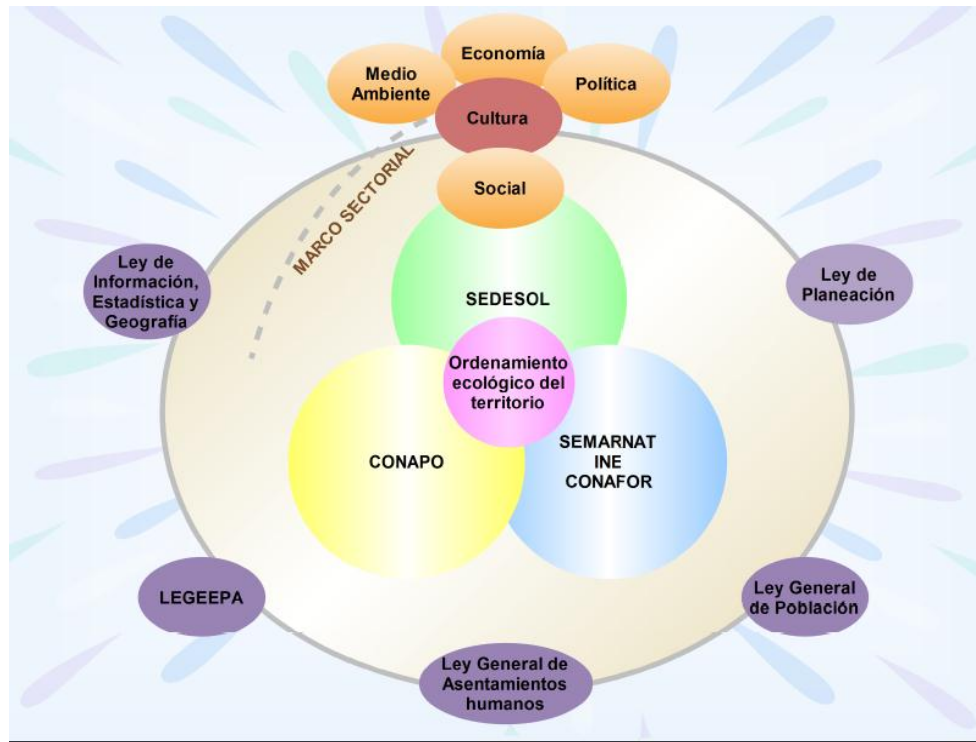 Economía
Medio
Ambiente
Política
Cultura
Social
MARCO SECTORIAL
Ley de
Información,
Estadística y
Geografía
Ley de
Planeación
SEDESOL
Ordenamiento
ecológico del
territorio
CONAPO
SEMARNAT
INE
CONAFOR
LEGEEPA
Ley General
de Población
Ley General de
Asentamientos
humanos